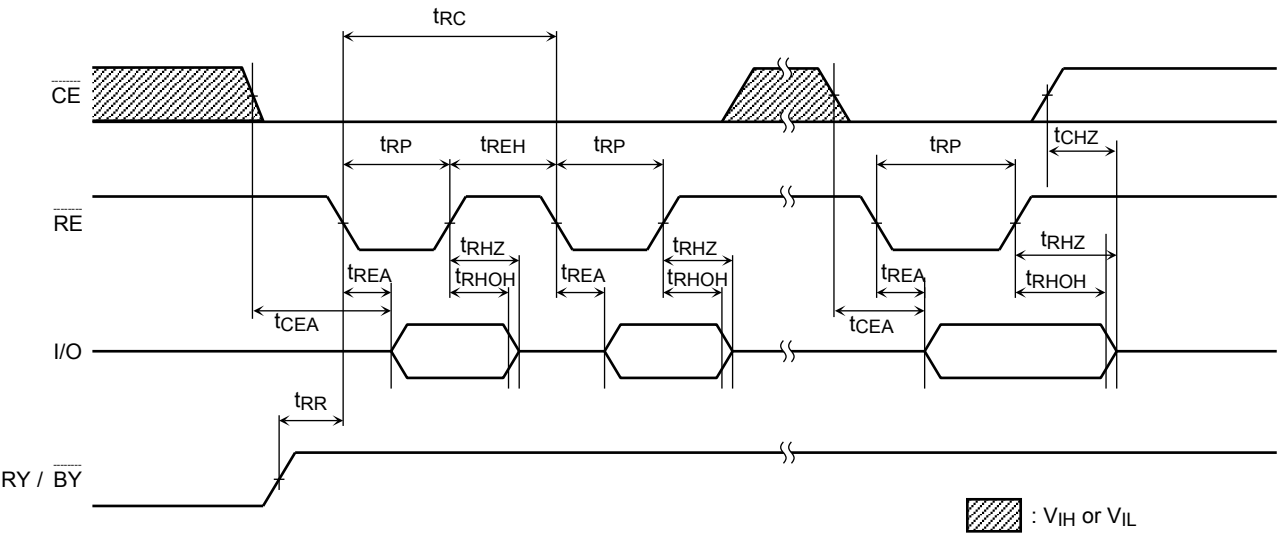 tRC
CE
tCHZ
tRP tREH tRP tRP
RE
tRHZ tRHZ tRHZ
tREA tRHOH tREA tRHOH tREA tRHOH
tCEA tCEA
I/O
tRR
RY / BY
: VIH or VIL